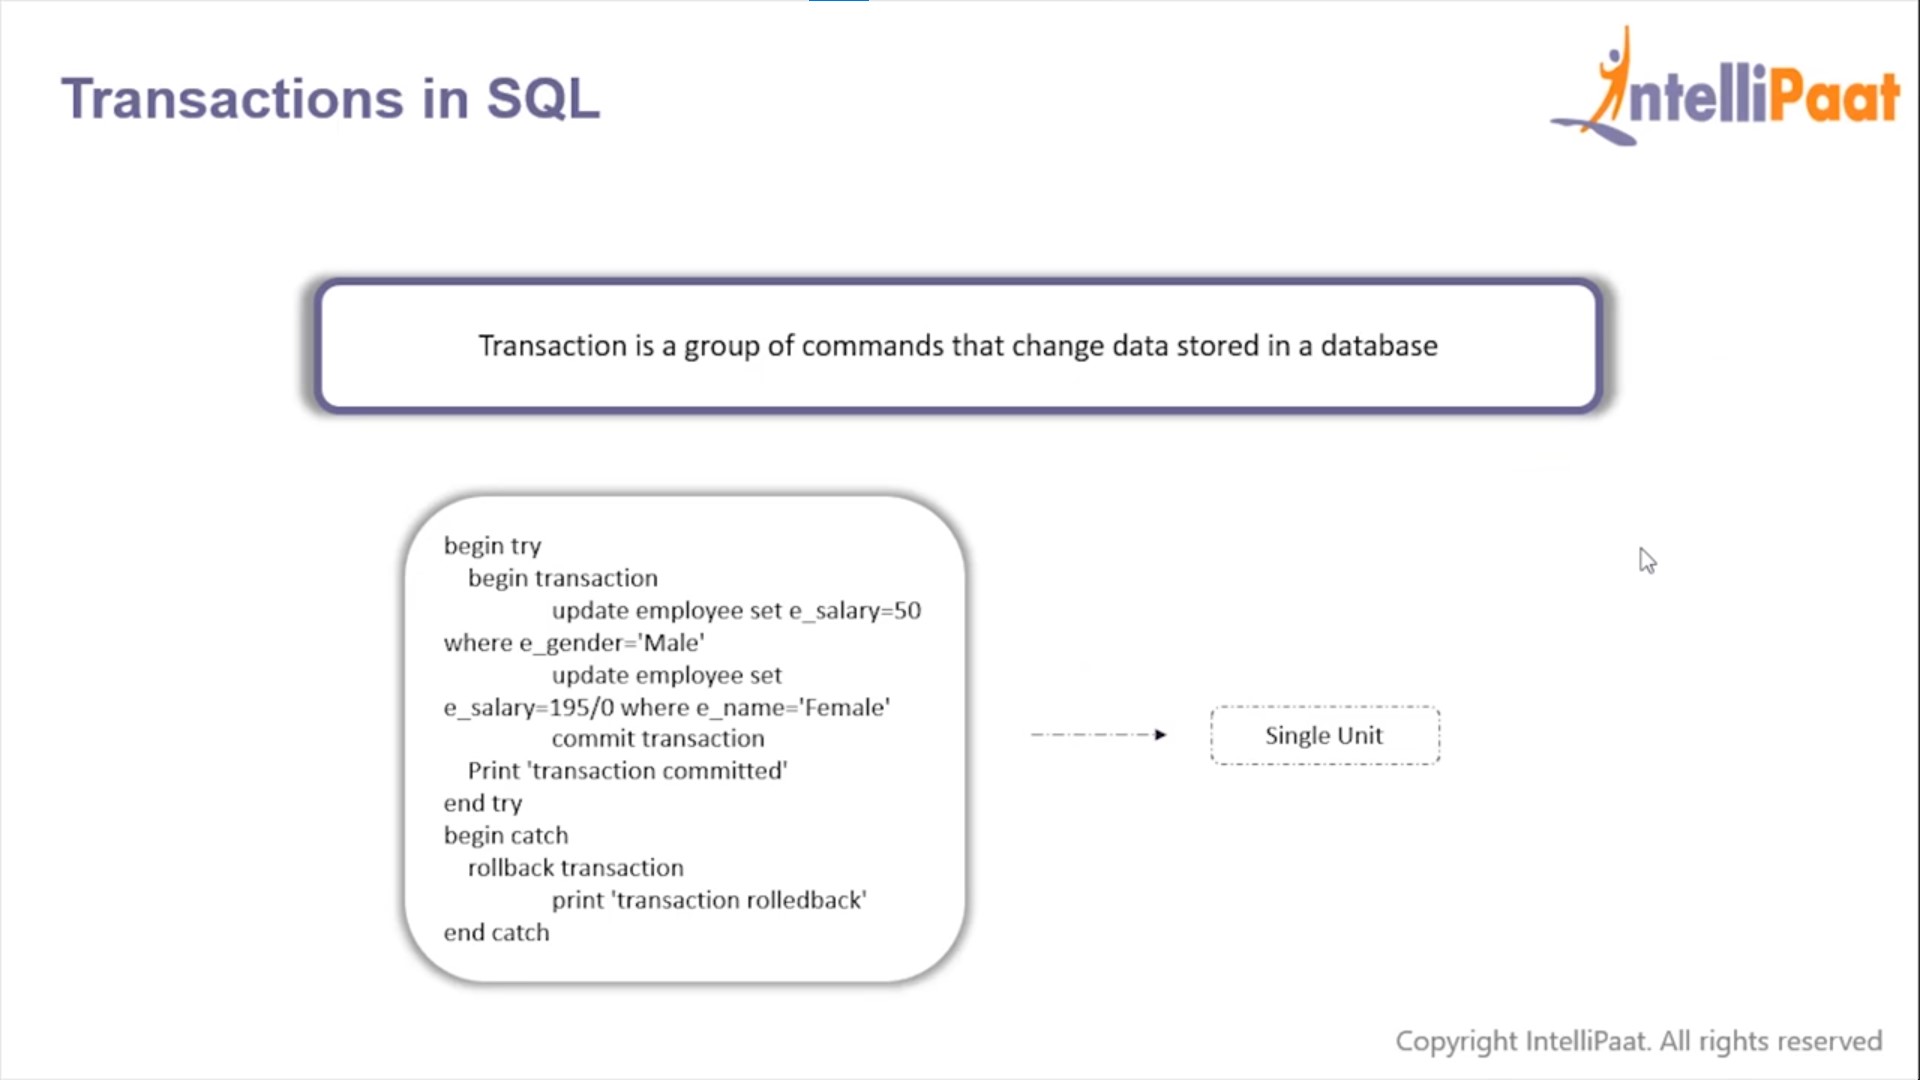 Transactions in SQL
IntelliPaat
Transaction is a group of commands that change data stored in a database
begin try
begin transaction
update employee set e_salary=50
where e_gender='Male'
update employee set
e_salary=195/0 where e_name='Female'
commit transaction
Print 'transaction committed'
end try
begin catch
rollback transaction
print 'transaction rolledback'
end catch
Single Unit
Copyright IntelliPaat. All rights reserved